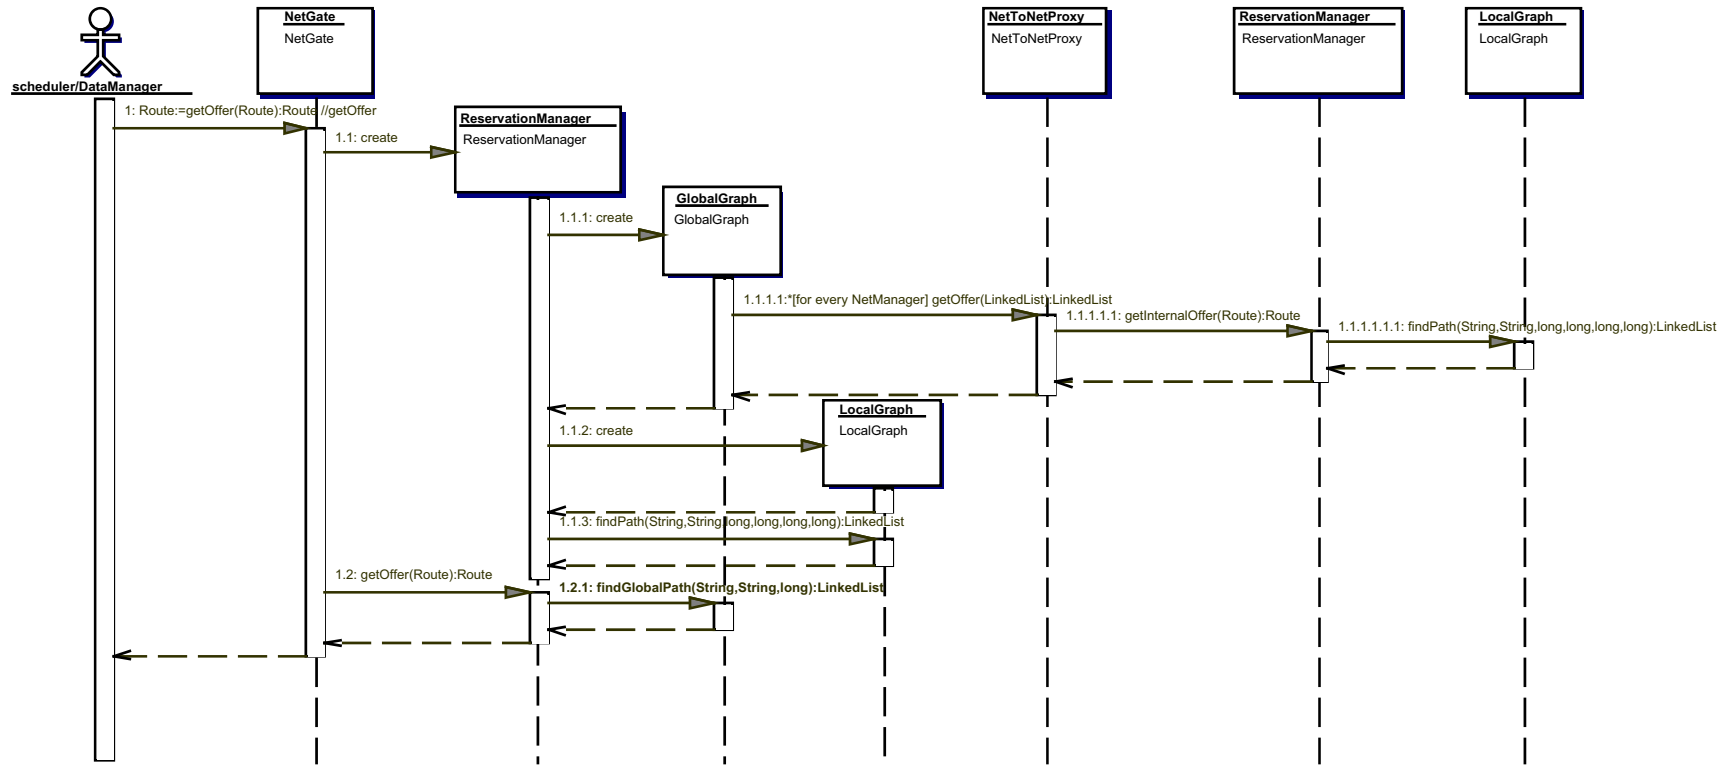 NetGate
NetGate
NetToNetProxy
NetToNetProxy
ReservationManager
ReservationManager
LocalGraph
LocalGraph
scheduler/DataManager
1: Route:=getOffer(Route):Route //getOffer
ReservationManager
ReservationManager
1.1: create
GlobalGraph
GlobalGraph
1.1.1: create
1.1.1.1:*[for every NetManager] getOffer(LinkedList):LinkedList
1.1.1.1.1: getInternalOffer(Route):Route
1.1.1.1.1.1: findPath(String,String,long,long,long,long):LinkedList
LocalGraph
LocalGraph
1.1.2: create
1.1.3: findPath(String,String,long,long,long,long):LinkedList
1.2: getOffer(Route):Route
1.2.1: findGlobalPath(String,String,long):LinkedList